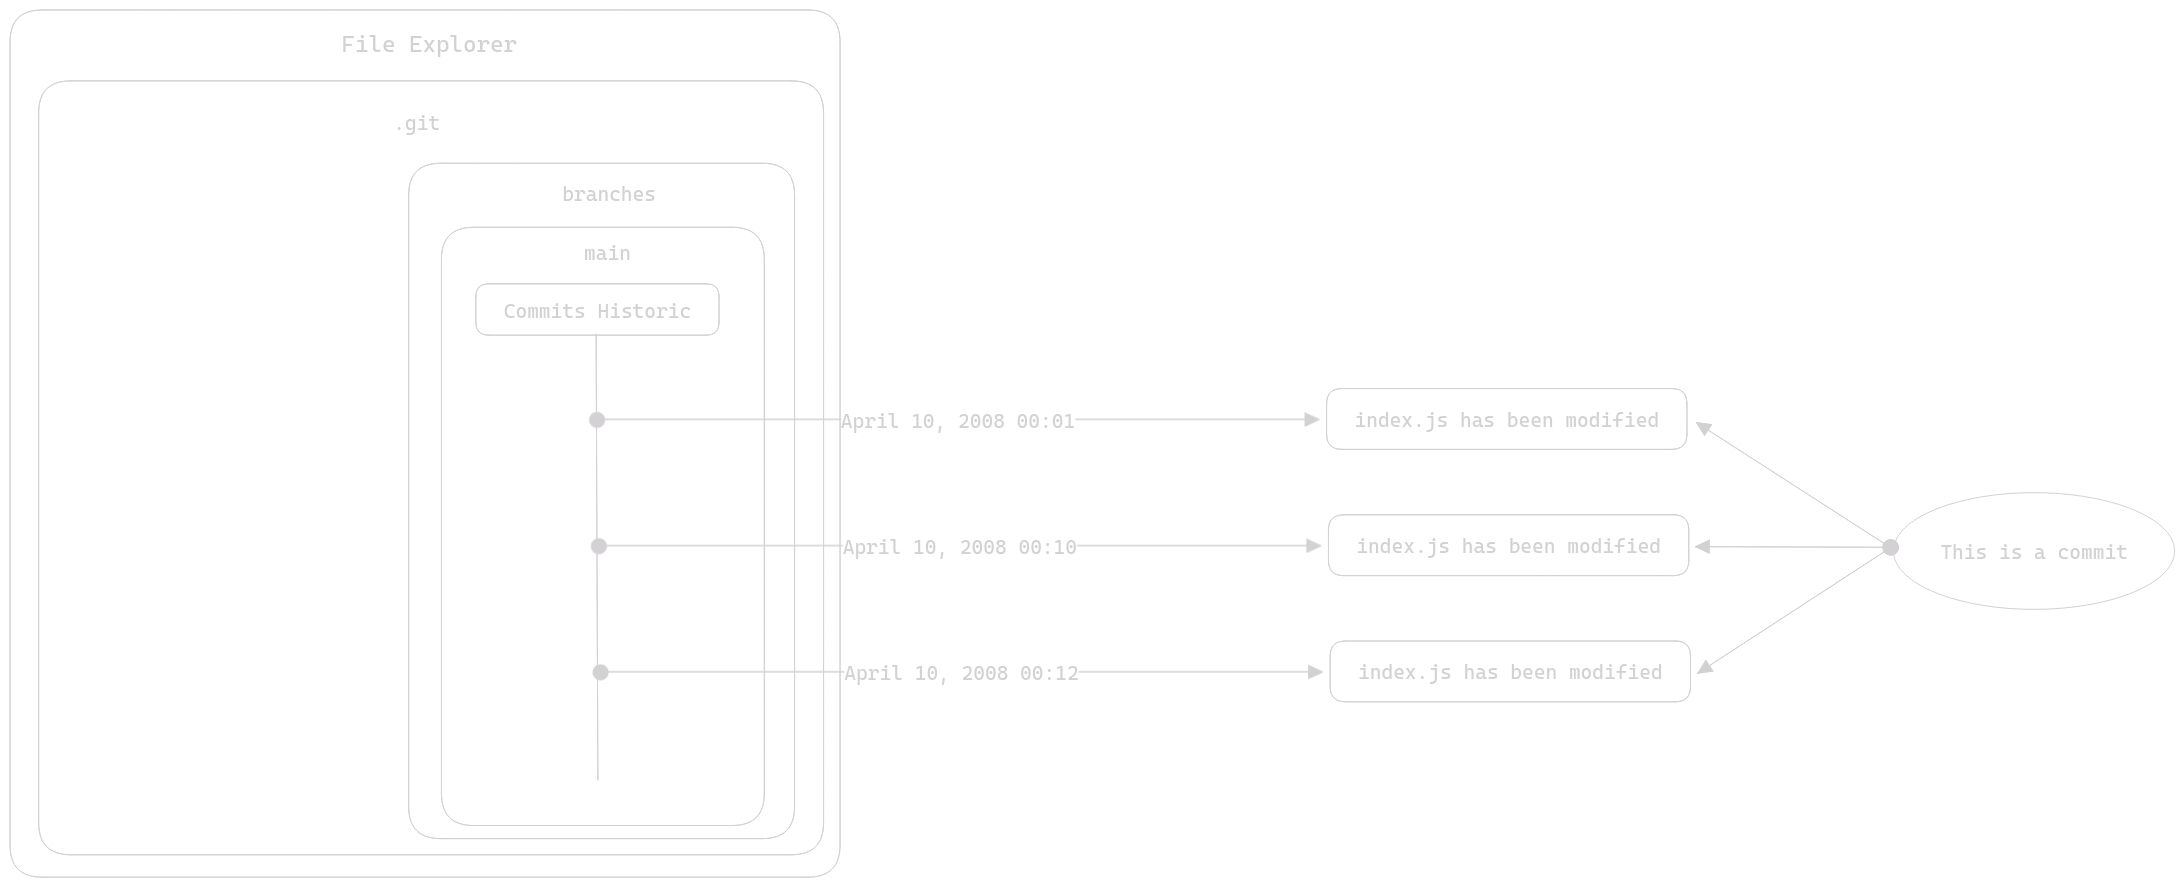 File Explorer
.git
branches
main
Commits Historic
April 10, 2008 00:01
index.js has been modified
April 10, 2008 00:10
index.js has been modified
This is a commit
April 10, 2008 00:12
index.js has been modified